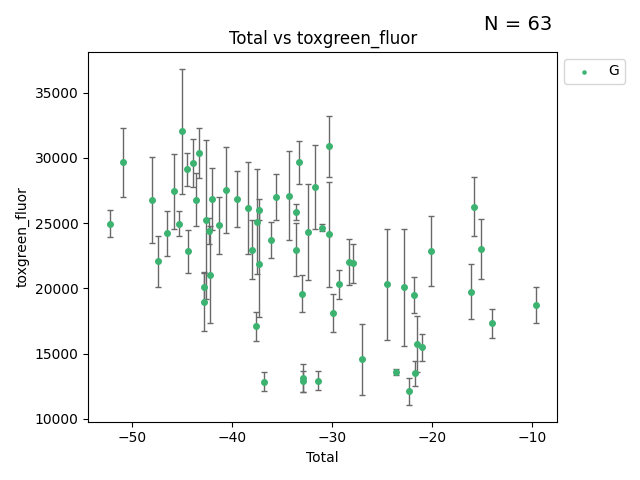 N = 63
Total vs toxgreen_fluor
G
toxgreen_fluor
35000
30000
25000
20000
15000
10000
−50 −40 −30 −20 −10
Total